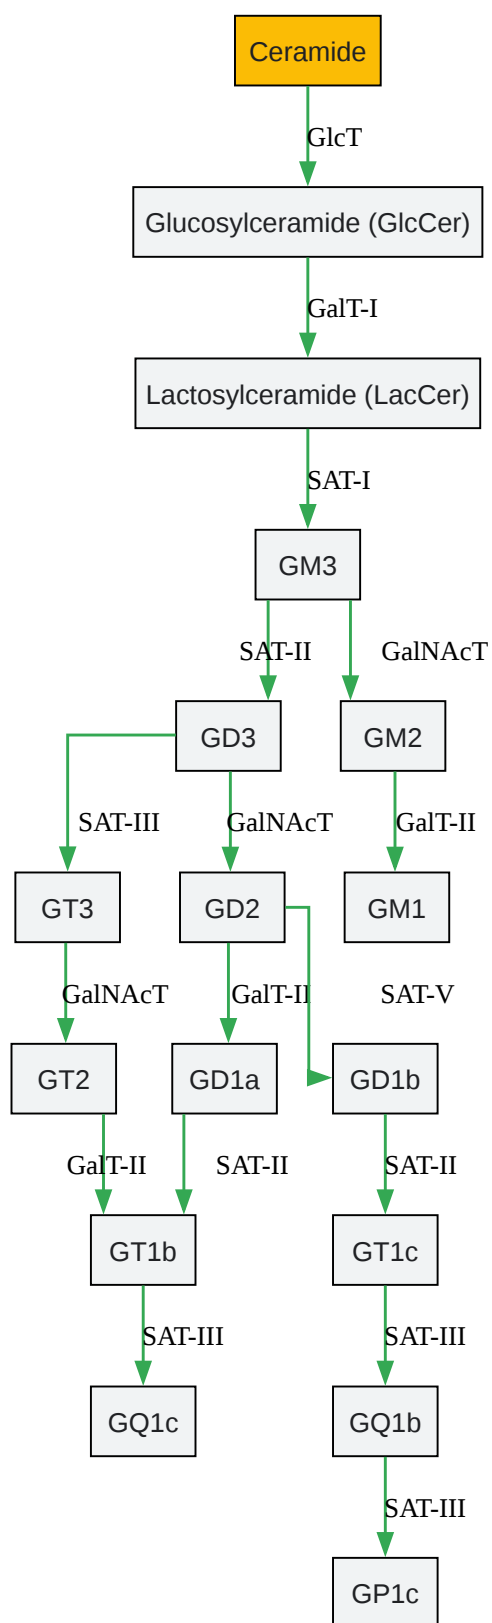 Ceramide
GlcT
Glucosylceramide (GlcCer)
GalT-I
Lactosylceramide (LacCer)
SAT-I
GM3
SAT-II
GalNAcT
GD3
GM2
SAT-III
GalNAcT
GalT-II
GT3
GD2
GM1
GalNAcT
GalT-II
SAT-V
GT2
GD1a
GD1b
GalT-II
SAT-II
SAT-II
GT1b
GT1c
SAT-III
SAT-III
GQ1c
GQ1b
SAT-III
GP1c